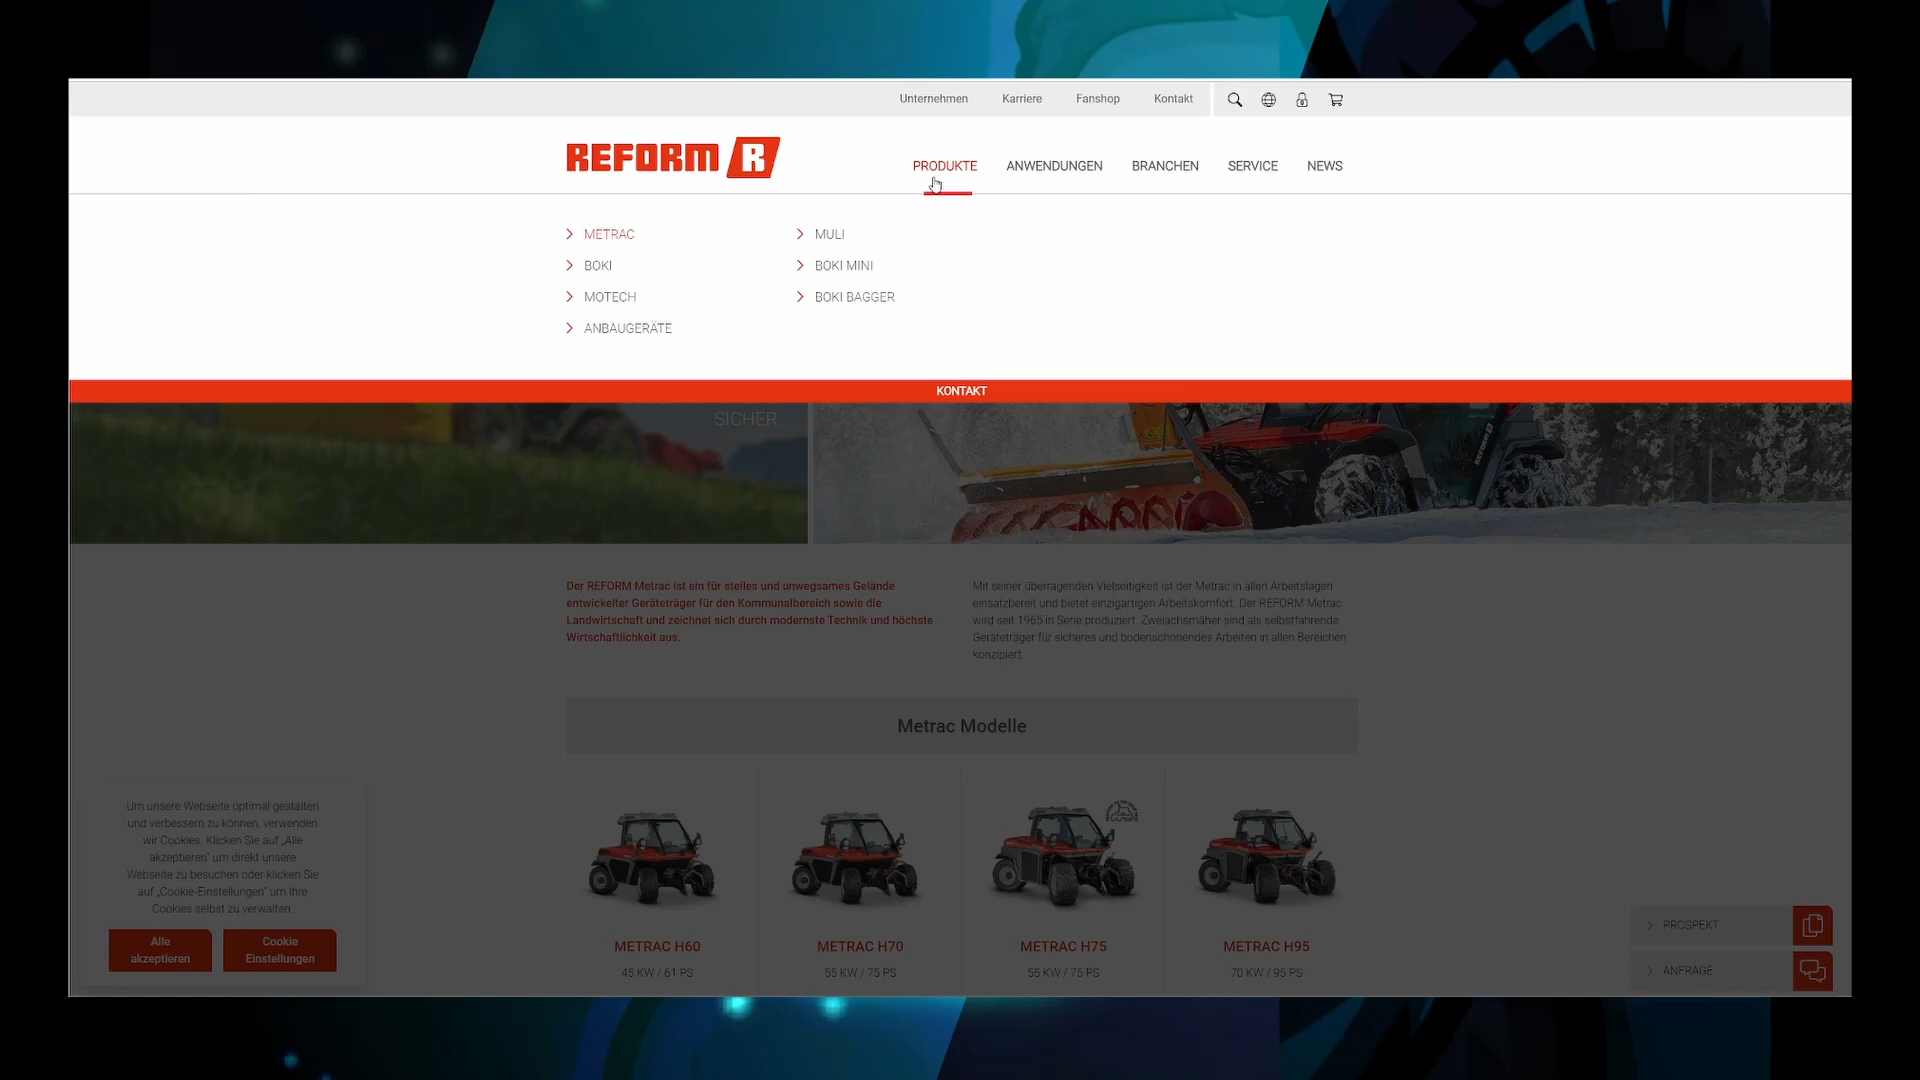 Unternehmen Karriere Fanshop Kontakt
REFORM R
PRODUKTE ANWENDUNGEN BRANCHEN SERVICE NEWS
METRAC MULI
BOKI BOKI MINI
MOTECH BOKI BAGGER
ANBAUGERÄTE
KONTAKT
SICHER.
Der REFORM Metrac ist ein für steiles und unwegsames Gelände
entwickelter Geräteträger für den Kommunalbereich sowie die
Landwirtschaft und zeichnet sich durch modernste Technik und höchste
Wirtschaftlichkeit aus.
Mit seiner überragenden Vielseitigkeit ist der Metrac in allen Arbeitslagen
einsatzbereit und bietet einzigartigen Arbeitskomfort. Der REFORM Metrac
wird seit 1965 in Serie produziert. Zweiachsmäher sind als selbstfahrende
Geräteträger für sicheres und bodenschonendes Arbeiten in allen Bereichen
konzipiert.
Metrac Modelle
METRAC H60 METRAC H70 METRAC H75 METRAC H95
45 KW / 61 PS 55 KW / 75 PS 55 KW / 75 PS 70 KW / 95 PS
Um unsere Webseite optimal gestalten
und verbessern zu können, verwenden
wir Cookies. Klicken Sie auf „Alle
akzeptieren" um direkt unsere
Webseite zu besuchen oder klicken Sie
auf „Cookie-Einstellungen" um Ihre
Cookies selbst zu verwalten.
Alle
akzeptieren
Cookie
Einstellungen
PROSPEKT
ANFRAGE